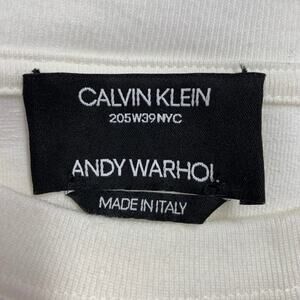 CALVIN KLEIN
205W39NYC
ANDY WARHOL
MADE IN ITALY